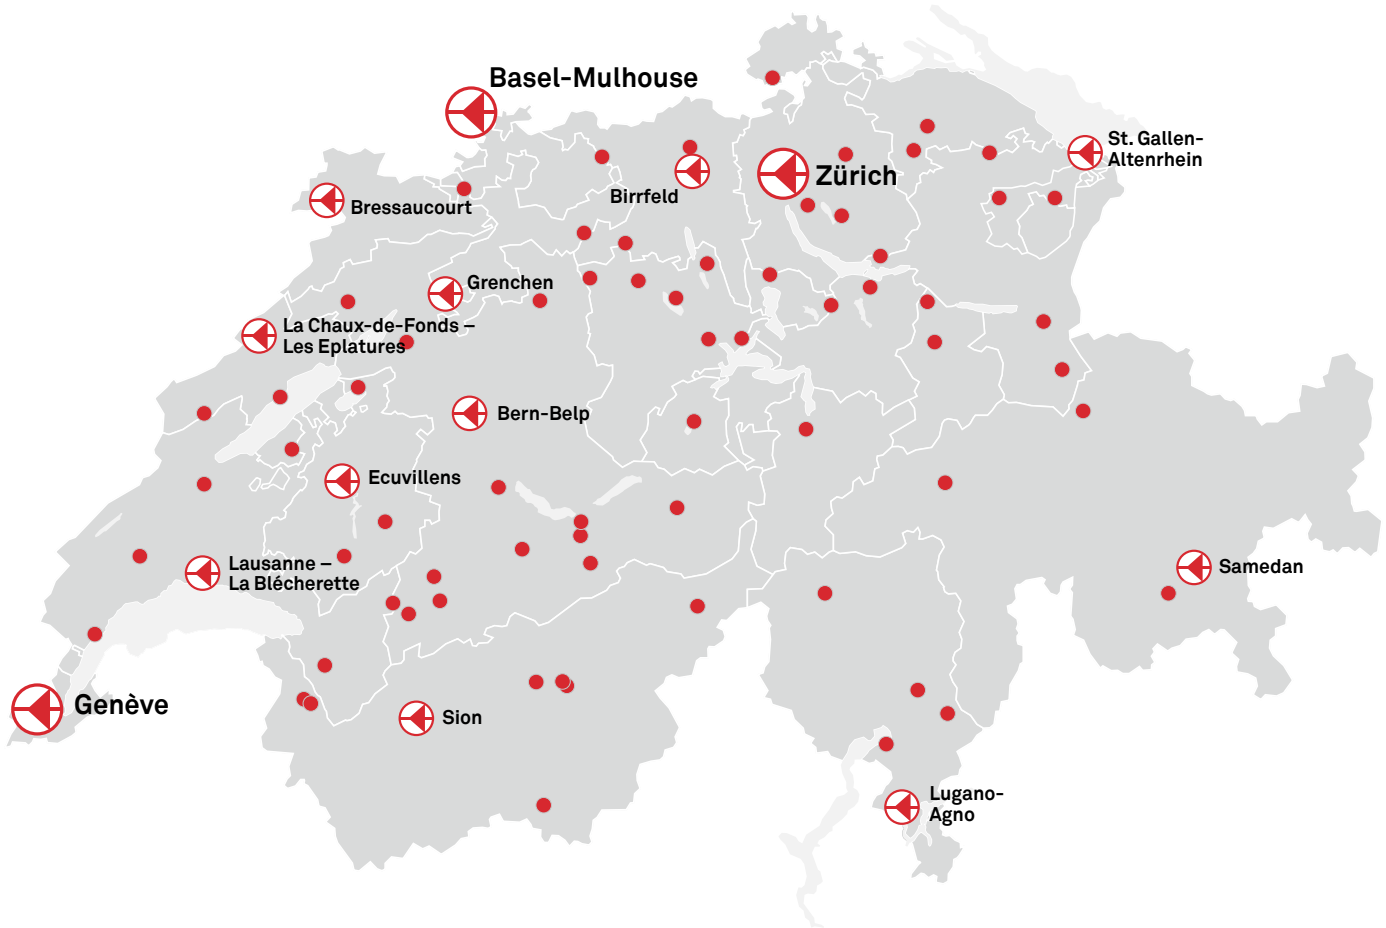 Basel-Mulhouse
St. Gallen-
Altenrhein
Zürich
Birrfeld
Bressaucourt
Grenchen
La Chaux-de-Fonds –
Les Eplatures
Bern-Belp
Ecuvillens
Lausanne –
La Blécherette
Samedan
Genève
Sion
Lugano-
Agno